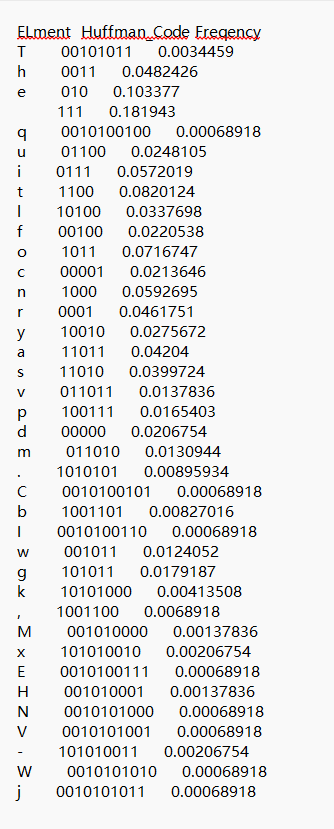 ELment Huffman_Code Freqency
T 00101011 0.0034459
h 0011 0.0482426
e 010 0.103377
111 0.181943
q 0010100100 0.00068918
u 01100 0.0248105
i 0111 0.0572019
t 1100 0.0820124
l 10100 0.0337698
f 00100 0.0220538
o 1011 0.0716747
c 00001 0.0213646
n 1000 0.0592695
r 0001 0.0461751
y 10010 0.0275672
a 11011 0.04204
s 11010 0.0399724
v 011011 0.0137836
p 100111 0.0165403
d 00000 0.0206754
m 011010 0.0130944
. 1010101 0.00895934
C 0010100101 0.00068918
b 1001101 0.00827016
I 0010100110 0.00068918
w 001011 0.0124052
g 101011 0.0179187
k 10101000 0.00413508
, 1001100 0.0068918
M 001010000 0.00137836
x 101010010 0.00206754
E 0010100111 0.00068918
H 001010001 0.00137836
N 0010101000 0.00068918
V 0010101001 0.00068918
- 101010011 0.00206754
W 0010101010 0.00068918
j 0010101011 0.00068918